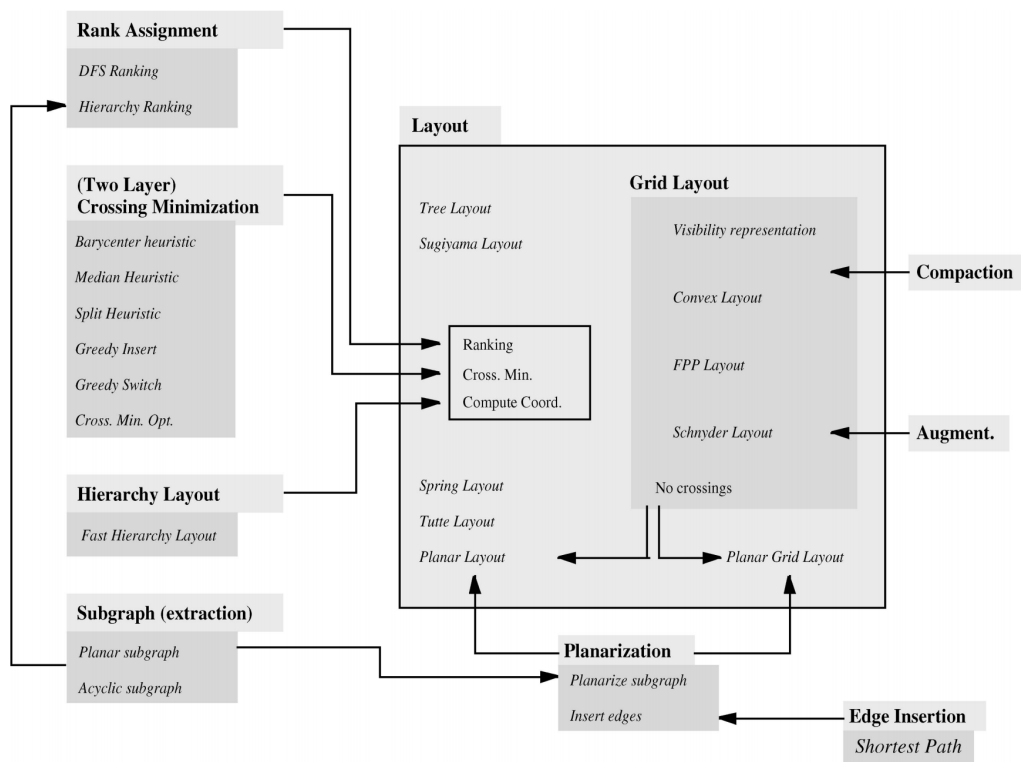 Rank Assignment
DFS Ranking
Hierarchy Ranking
(Two Layer)
Crossing Minimization
Barycenter heuristic
Median Heuristic
Split Heuristic
Greedy Insert
Greedy Switch
Cross. Min. Opt.
Hierarchy Layout
Fast Hierarchy Layout
Subgraph (extraction)
Planar subgraph
Acyclic subgraph
Layout
Tree Layout
Sugiyama Layout
Ranking
Cross. Min.
Compute Coord.
Spring Layout
Tutte Layout
Planar Layout
Grid Layout
Visibility representation
Convex Layout
FPP Layout
Schnyder Layout
No crossings
Planar Grid Layout
Compaction
Augment.
Planarization
Planarize subgraph
Insert edges
Edge Insertion
Shortest Path